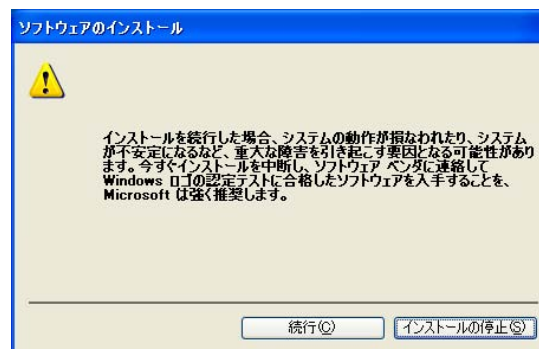 ソフトウェアのインストール
インストールを続行した場合、システムの動作が損なわれたり、システム
が不安定になるなど、重大な障害を引き起こす要因となる可能性があり
ます。今すぐインストールを中断し、ソフトウェア ベンダに連絡して
Windows ロゴの認定テストに合格したソフトウェアを入手することを、
Microsoft は強く推奨します。
続行(C)
インストールの停止(S)